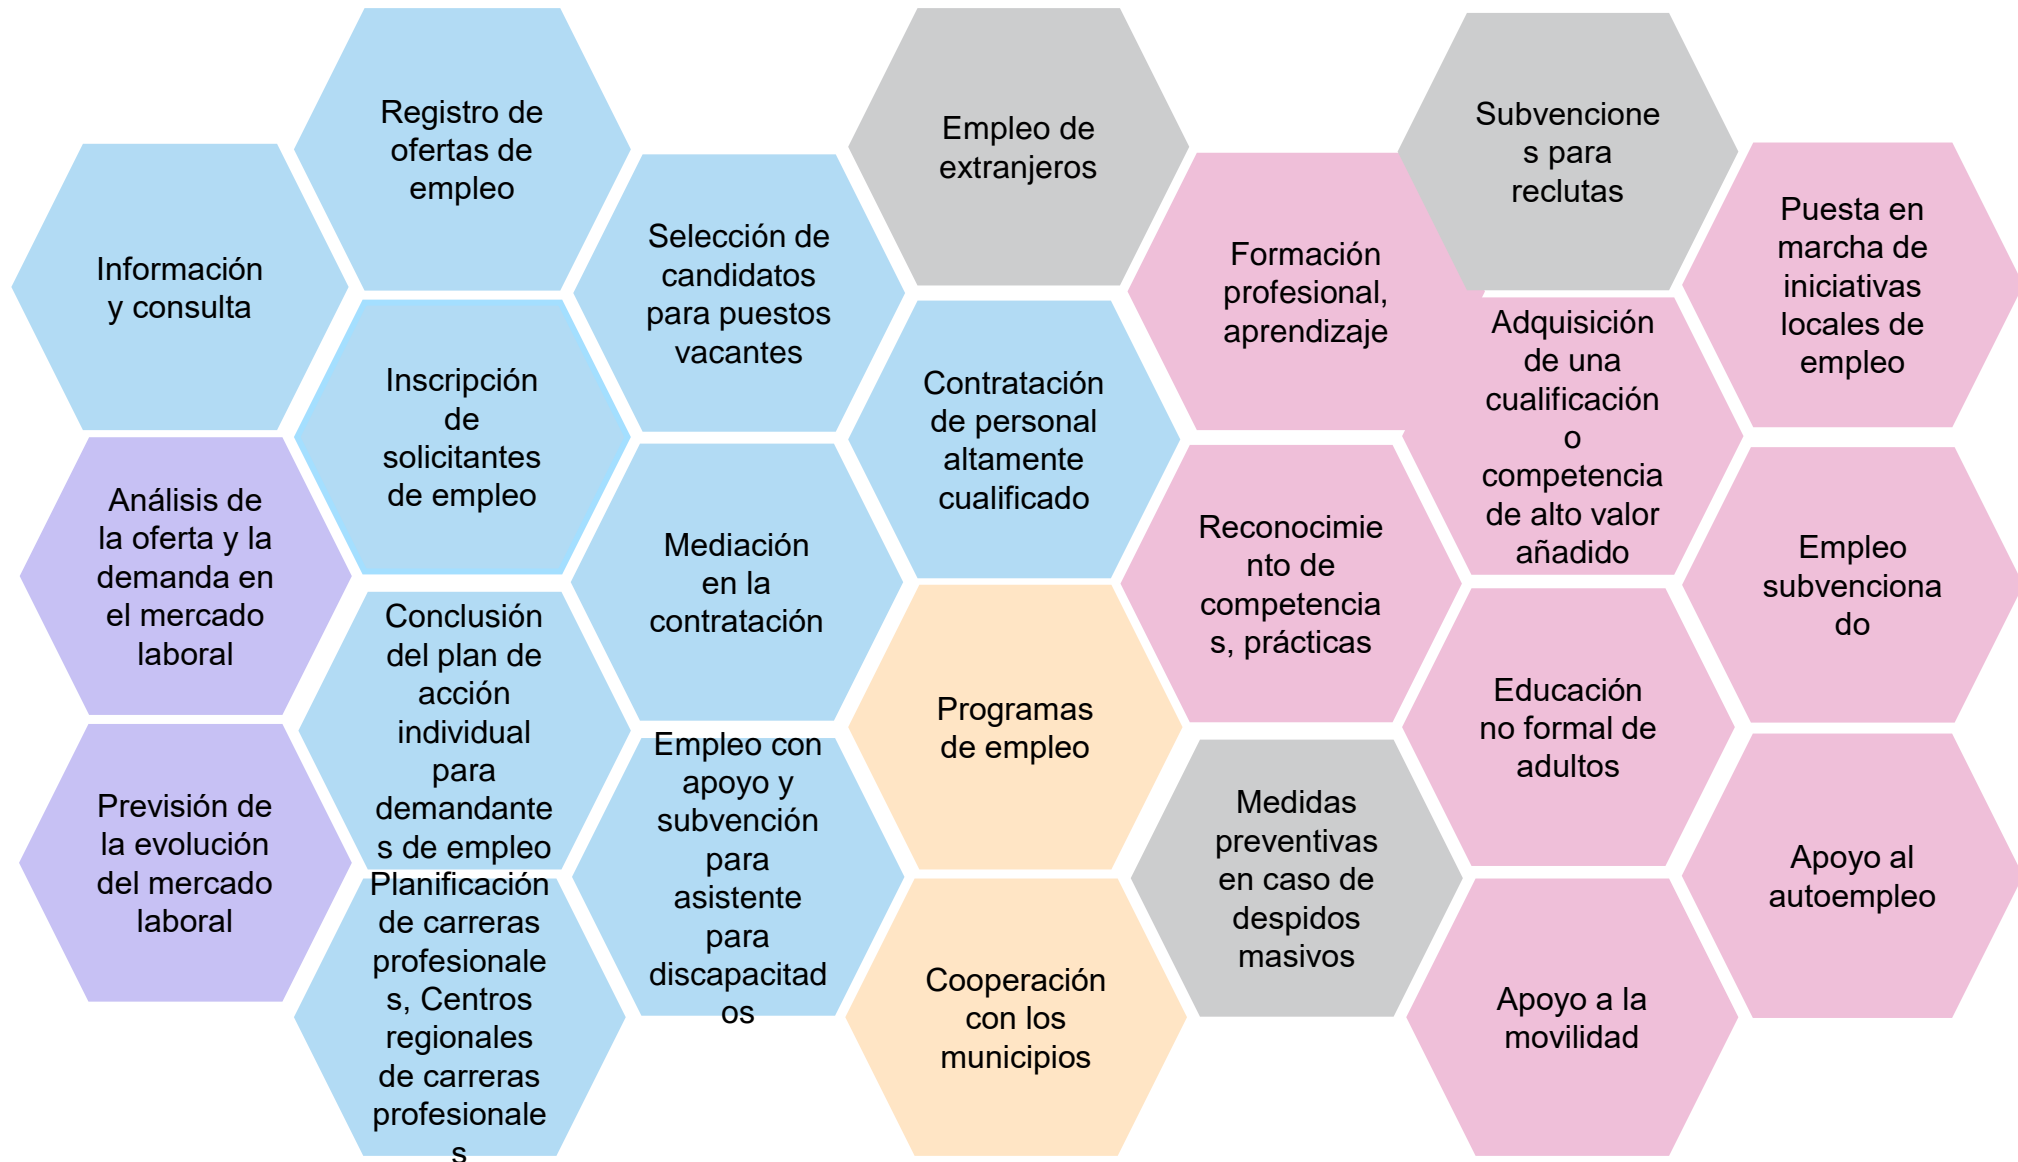 Información
y consulta
Análisis de
la oferta y la
demanda en
el mercado
laboral
Previsión de
la evolución
del mercado
laboral
Registro de
ofertas de
empleo
Inscripción
de
solicitantes
de empleo
Conclusión
del plan de
acción
individual
para
demandante
s de empleo
Planificación
de carreras
profesionale
s, Centros
regionales
de carreras
profesionale
s
Selección de
candidatos
para puestos
vacantes
Mediación
en la
contratación
Empleo con
apoyo y
subvención
para
asistente
para
discapacitad
os
Empleo de
extranjeros
Contratación
de personal
altamente
cualificado
Programas
de empleo
Cooperación
con los
municipios
Formación
profesional,
aprendizaje
Reconocimie
nto de
competencia
s, prácticas
Medidas
preventivas
en caso de
despidos
masivos
Subvencione
s para
reclutas
Adquisición
de una
cualificación
o
competencia
de alto valor
añadido
Educación
no formal de
adultos
Apoyo a la
movilidad
Puesta en
marcha de
iniciativas
locales de
empleo
Empleo
subvenciona
do
Apoyo al
autoempleo